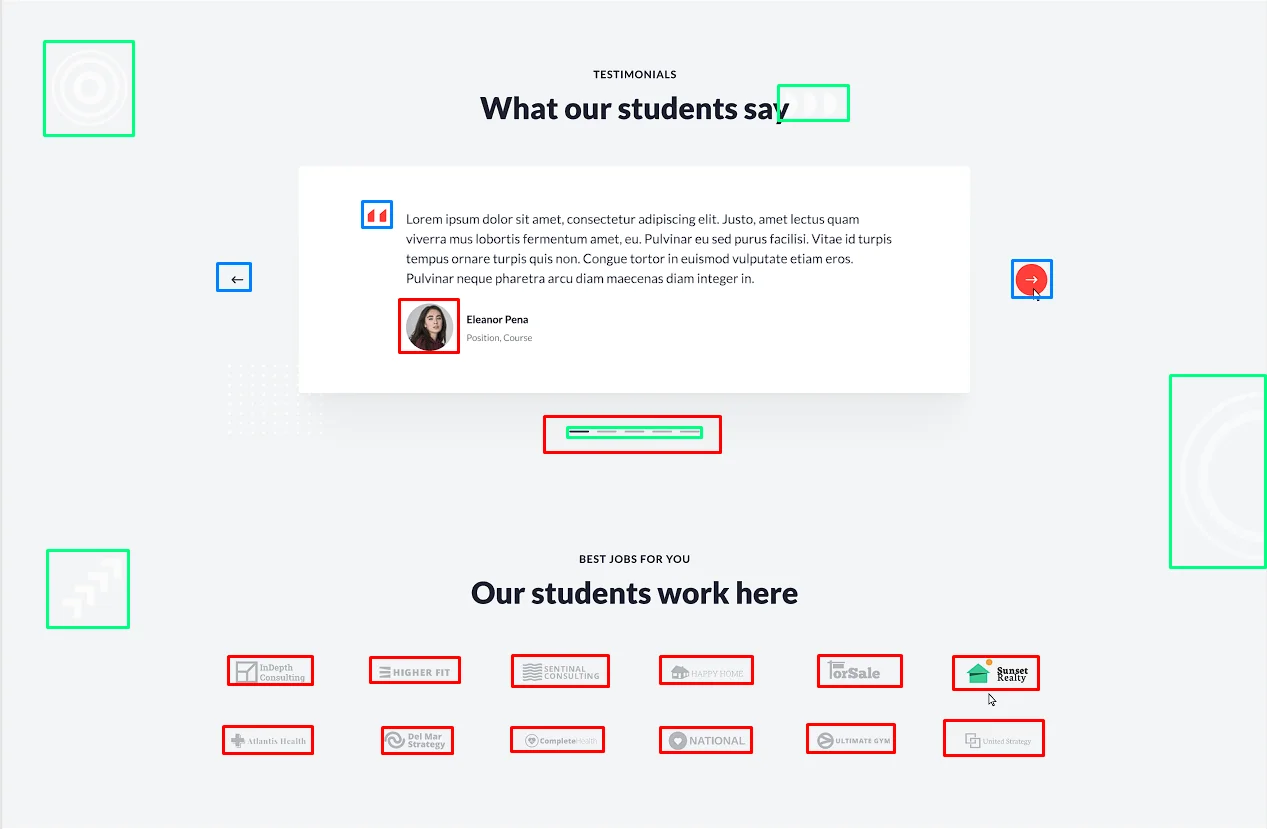 TESTIMONIALS
What our students say
Lorem ipsum dolor sit amet, consectetur adipiscing elit. Justo, amet lectus quam
viverra mus lobortis fermentum amet, eu. Pulvinar eu sed purus facilisi. Vitae id turpis
tempus ornare turpis quis non. Congue tortor in euismod vulputate etiam eros.
Pulvinar neque pharetra arcu diam maecenas diam integer in.
Eleanor Pena
Position, Course
BEST JOBS FOR YOU
Our students work here
InDepth
Consulting
HIGHER FIT
SENTINAL
CONSULTING
HAPPY HOME
forSale
Sunset
Realty
Atlantis Health
Del Mar
Strategy
CompleteHealth
NATIONAL
ULTIMATE GYM
United Strategy